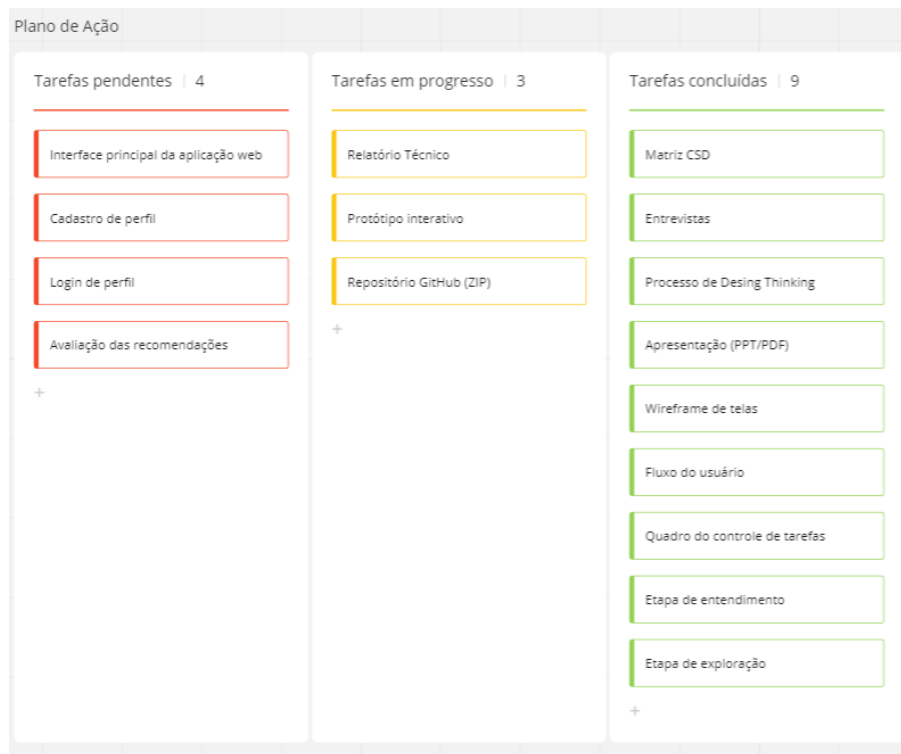 Plano de Ação
Tarefas pendentes | 4
Interface principal da aplicação web
Cadastro de perfil
Login de perfil
Avaliação das recomendações
+
Tarefas em progresso | 3
Relatório Técnico
Protótipo interativo
Repositório GitHub (ZIP)
+
Tarefas concluídas | 9
Matriz CSD
Entrevistas
Processo de Desing Thinking
Apresentação (PPT/PDF)
Wireframe de telas
Fluxo do usuário
Quadro do controle de tarefas
Etapa de entendimento
Etapa de exploração
+